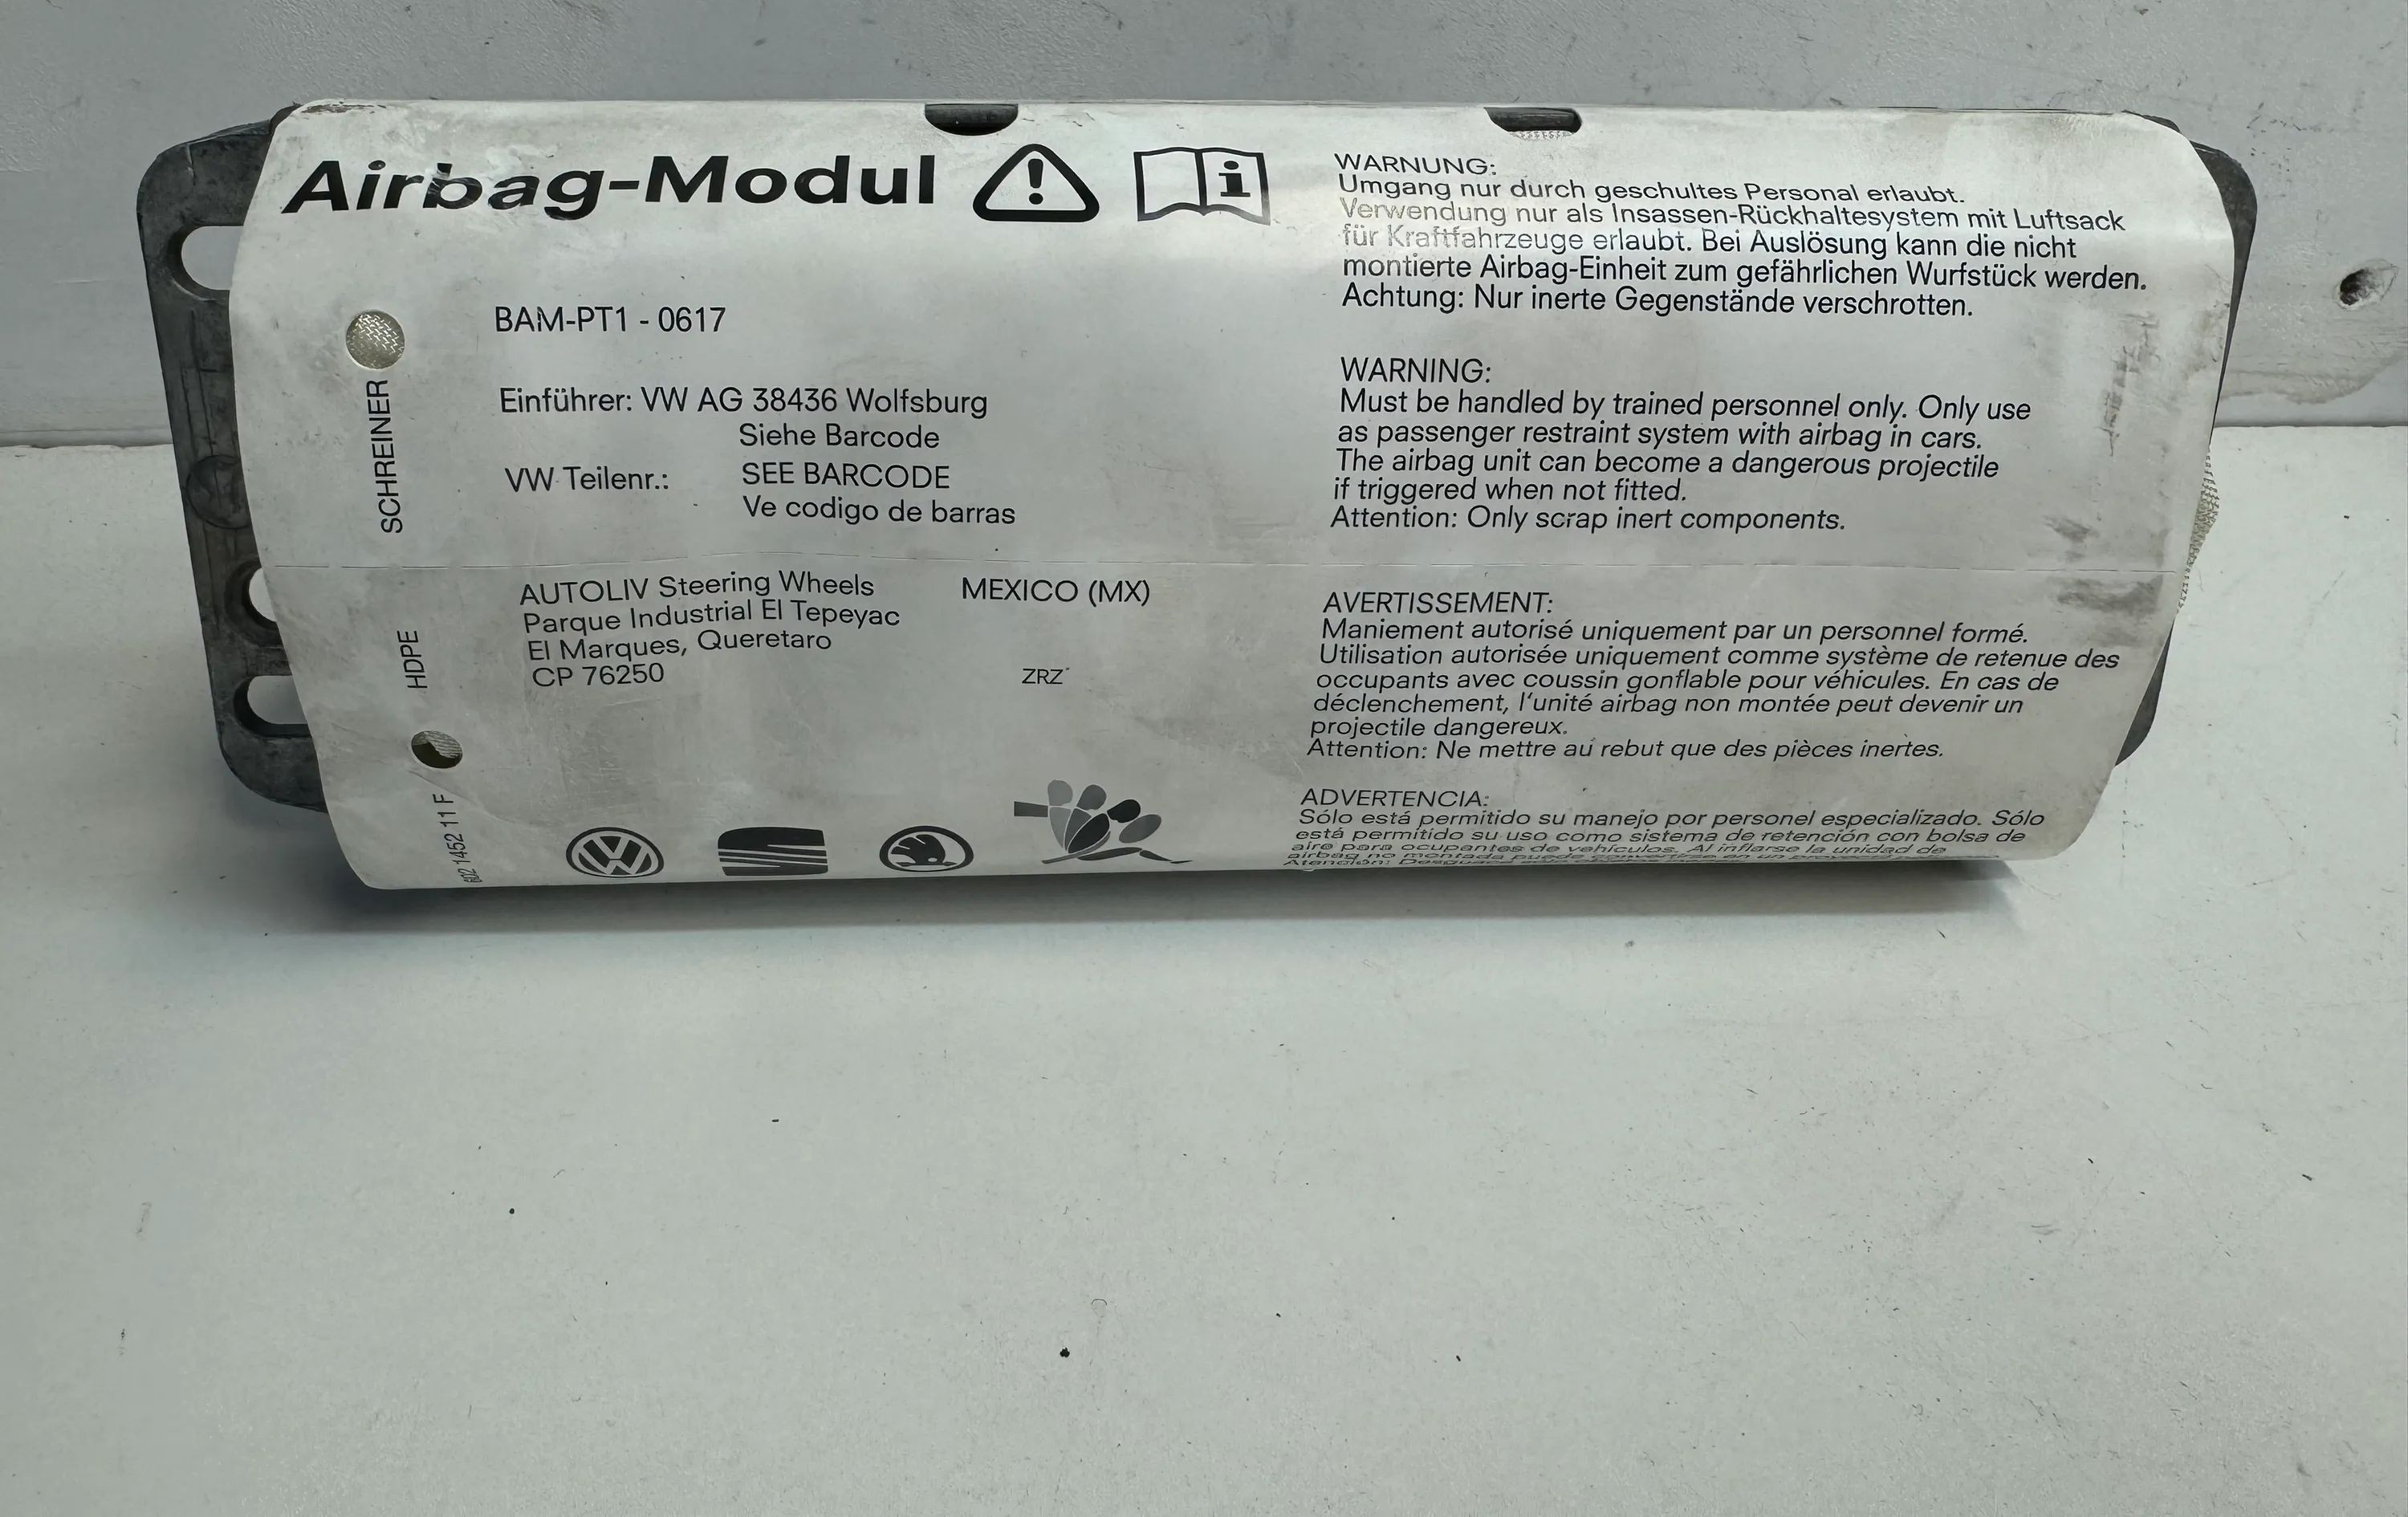 Airbag-Modul
BAM-PT1 - 0617
Einführer: VW AG 38436 Wolfsburg
Siehe Barcode
VW Teilenr.: SEE BARCODE
Ve codigo de barras
AUTOLIV Steering Wheels
Parque Industrial El Tepeyac
El Marques, Queretaro
CP 76250
MEXICO (MX)
ZRZ
SCHREINER
HDPE
602 1452 11 F
WARNUNG:
Umgang nur durch geschultes Personal erlaubt.
Verwendung nur als Insassen-Rückhaltesystem mit Luftsack
für Kraftfahrzeuge erlaubt. Bei Auslösung kann die nicht
montierte Airbag-Einheit zum gefährlichen Wurfstück werden.
Achtung: Nur inerte Gegenstände verschrotten.
WARNING:
Must be handled by trained personnel only. Only use
as passenger restraint system with airbag in cars.
The airbag unit can become a dangerous projectile
if triggered when not fitted.
Attention: Only scrap inert components.
AVERTISSEMENT:
Maniement autorisé uniquement par un personnel formé.
Utilisation autorisée uniquement comme système de retenue des
occupants avec coussin gonflable pour véhicules. En cas de
déclenchement, l'unité airbag non montée peut devenir un
projectile dangereux.
Attention: Ne mettre au rebut que des pièces inertes.
ADVERTENCIA:
Sólo está permitido su manejo por personel especializado. Sólo
está permitido su uso como sistema de retención con bolsa de
aire para ocupantes de vehículos. Al inflarse la unidad de
airbag no montada puede convertirse en un
Atención: